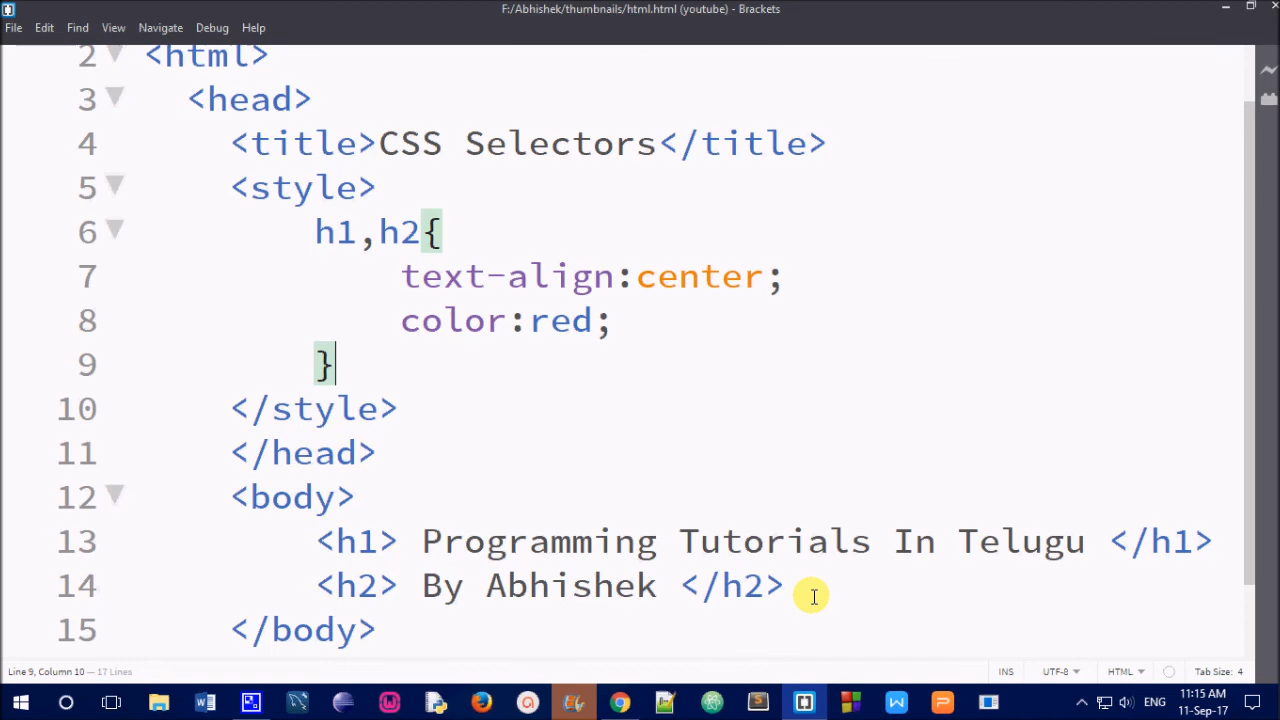 F:/Abhishek/thumbnails/html.html (youtube) - Brackets
File Edit Find View Navigate Debug Help
2 <html>
3 <head>
4 <title>CSS Selectors</title>
5 <style>
6 h1,h2{
7 text-align:center;
8 color:red;
9 }
10 </style>
11 </head>
12 <body>
13 <h1> Programming Tutorials In Telugu </h1>
14 <h2> By Abhishek </h2>
15 </body>
Line 9, Column 10 — 17 Lines INS UTF-8 HTML Tab Size: 4
ENG 11:15 AM
11-Sep-17